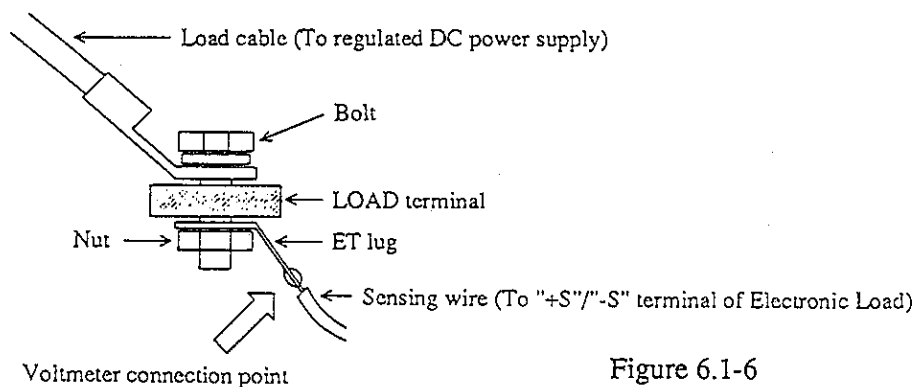 Load cable (To regulated DC power supply)
Bolt
LOAD terminal
Nut
ET lug
Sensing wire (To "+S"/"-S" terminal of Electronic Load)
Voltmeter connection point
Figure 6.1-6